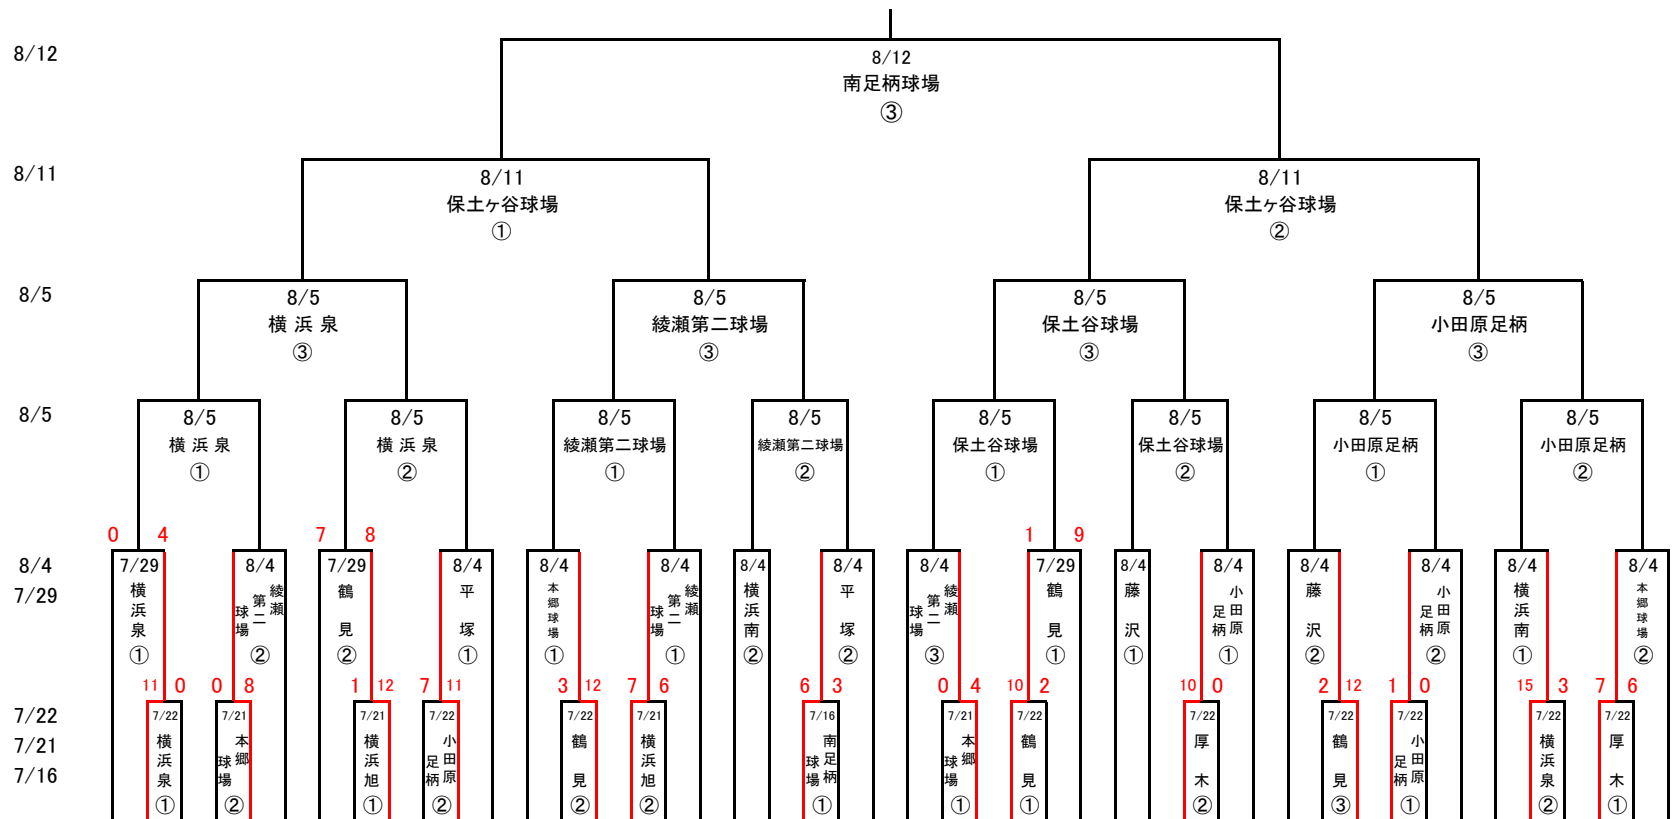 8/12
8/12
南足柄球場
③
8/11
8/11
保土ヶ谷球場
①
8/11
保土ヶ谷球場
②
8/5
8/5
横浜泉
③
8/5
綾瀬第二球場
③
8/5
保土谷球場
③
8/5
小田原足柄
③
8/5
8/5
横浜泉
①
8/5
横浜泉
②
8/5
綾瀬第二球場
①
8/5
綾瀬第二球場
②
8/5
保土谷球場
①
8/5
保土谷球場
②
8/5
小田原足柄
①
8/5
小田原足柄
②
0 4
7 8
1 9
8/4
7/29
7/29
横浜泉
①
8/4
綾瀬
第二
球場
②
7/29
鶴見
②
8/4
平塚
①
8/4
本郷球場
①
8/4
綾瀬
第二
球場
①
8/4
横浜南
②
8/4
平塚
②
8/4
綾瀬
第二
球場
③
7/29
鶴見
①
8/4
藤沢
①
8/4
小田原
足柄
①
8/4
藤沢
②
8/4
小田原
足柄
②
8/4
横浜南
①
8/4
本郷球場
②
11 0
0 8
1 12
7 11
3 12
7 6
6 3
0 4
10 2
10 0
2 12
1 0
15 3
7 6
7/22
7/21
7/16
7/22
横浜泉
①
7/21
本郷
球場
②
7/21
横浜旭
①
7/22
小田原
足柄
②
7/22
鶴見
②
7/21
横浜旭
②
7/16
南足柄
球場
①
7/21
本郷
球場
①
7/22
鶴見
①
7/22
厚木
②
7/22
鶴見
③
7/22
小田原
足柄
①
7/22
横浜泉
②
7/22
厚木
①